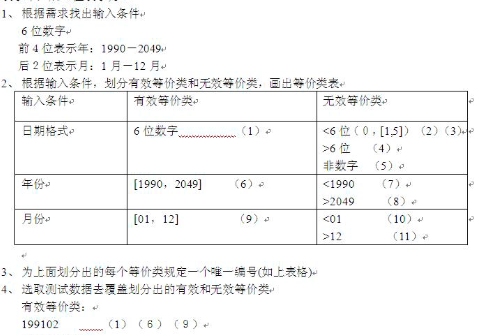 1、 根据需求找出输入条件
6 位数字
前 4 位表示年：1990－2049
后 2 位表示月：1 月－12 月
2、 根据输入条件，划分有效等价类和无效等价类，画出等价类表
输入条件 有效等价类 无效等价类
日期格式 6 位数字 （1） <6 位（0，[1,5]）（2）（3）
>6 位 （4）
非数字 （5）
年份 [1990，2049] （6） <1990 （7）
>2049 （8）
月份 [01，12] （9） <01 （10）
>12 （11）
3、 为上面划分出的每个等价类规定一个唯一编号(如上表格)
4、 选取测试数据去覆盖划分出的有效和无效等价类
有效等价类：
199102 （1）（6）（9）